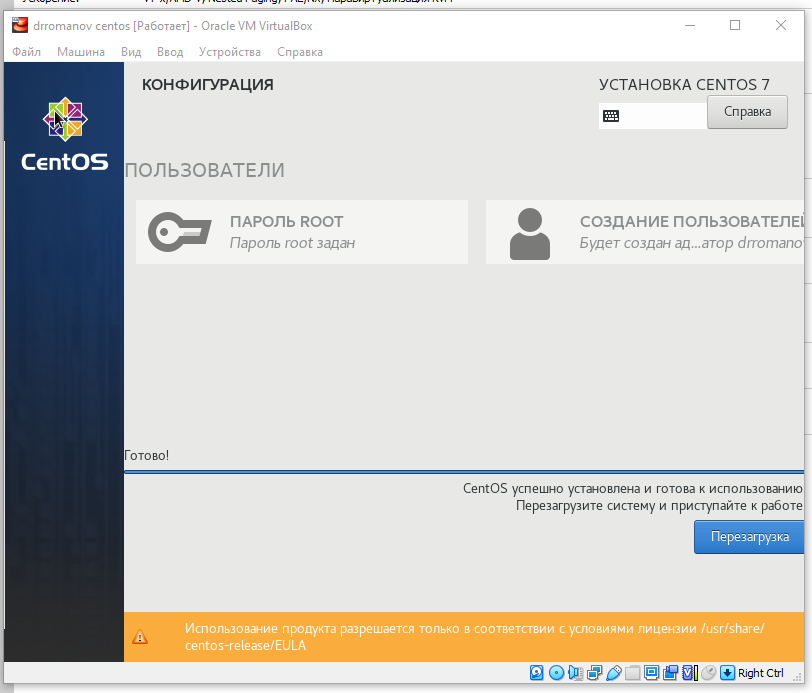 drromanov centos [Работает] - Oracle VM VirtualBox
Файл Машина Вид Ввод Устройства Справка
КОНФИГУРАЦИЯ
УСТАНОВКА CENTOS 7
Справка
CentOS
ПОЛЬЗОВАТЕЛИ
ПАРОЛЬ ROOT
Пароль root задан
СОЗДАНИЕ ПОЛЬЗОВАТЕЛЕЙ
Будет создан ад...атор drromanov
Готово!
CentOS успешно установлена и готова к использованию
Перезагрузите систему и приступайте к работе
Перезагрузка
Использование продукта разрешается только в соответствии с условиями лицензии /usr/share/
centos-release/EULA
Right Ctrl